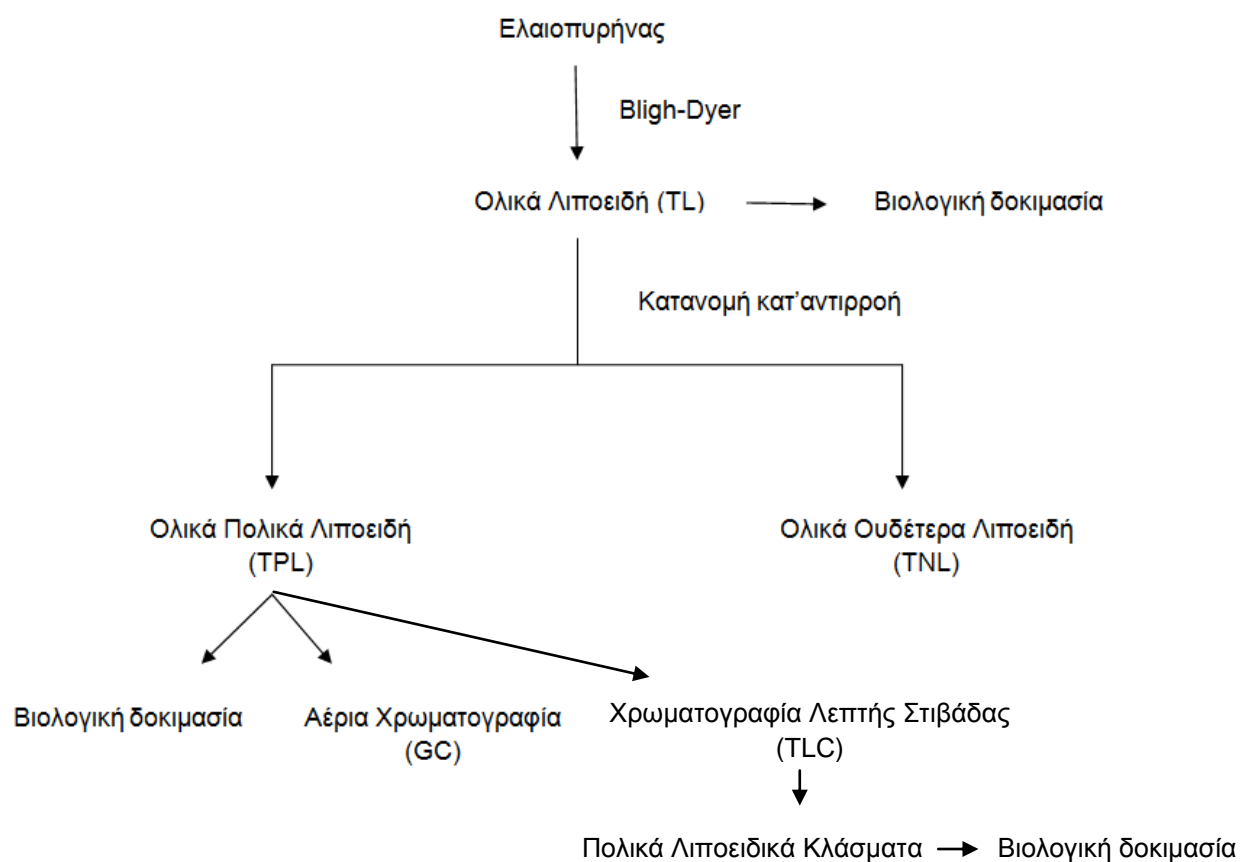 Ελαιοπυρήνας
Bligh-Dyer
Ολικά Λιποειδή (TL)
Βιολογική δοκιμασία
Κατανομή κατ’αντιρροή
Ολικά Πολικά Λιποειδή
(TPL)
Ολικά Ουδέτερα Λιποειδή
(TNL)
Βιολογική δοκιμασία
Αέρια Χρωματογραφία
(GC)
Χρωματογραφία Λεπτής Στιβάδας
(TLC)
Πολικά Λιποειδικά Κλάσματα
Βιολογική δοκιμασία